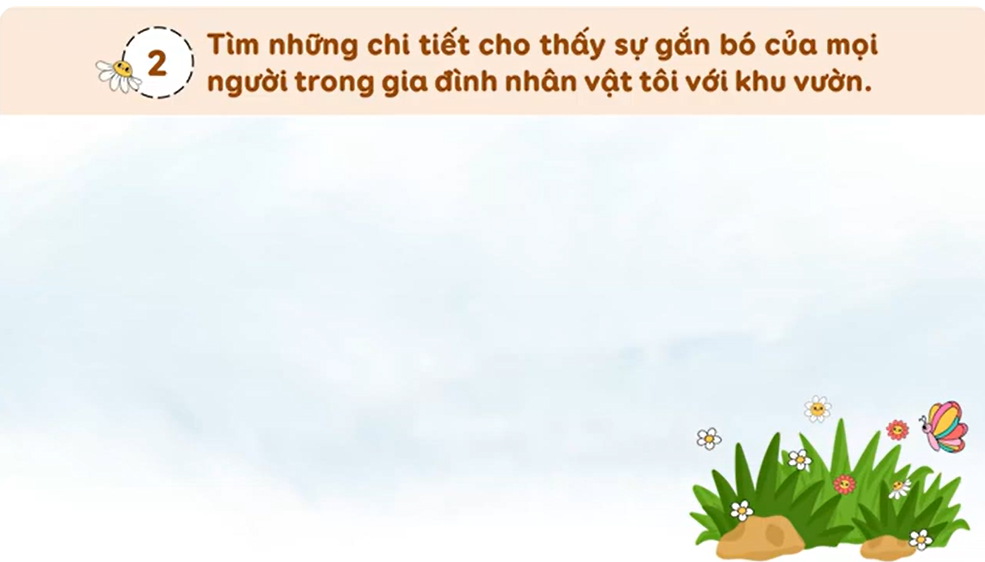 2
Tìm những chi tiết cho thấy sự gắn bó của mọi
người trong gia đình nhân vật tôi với khu vườn.